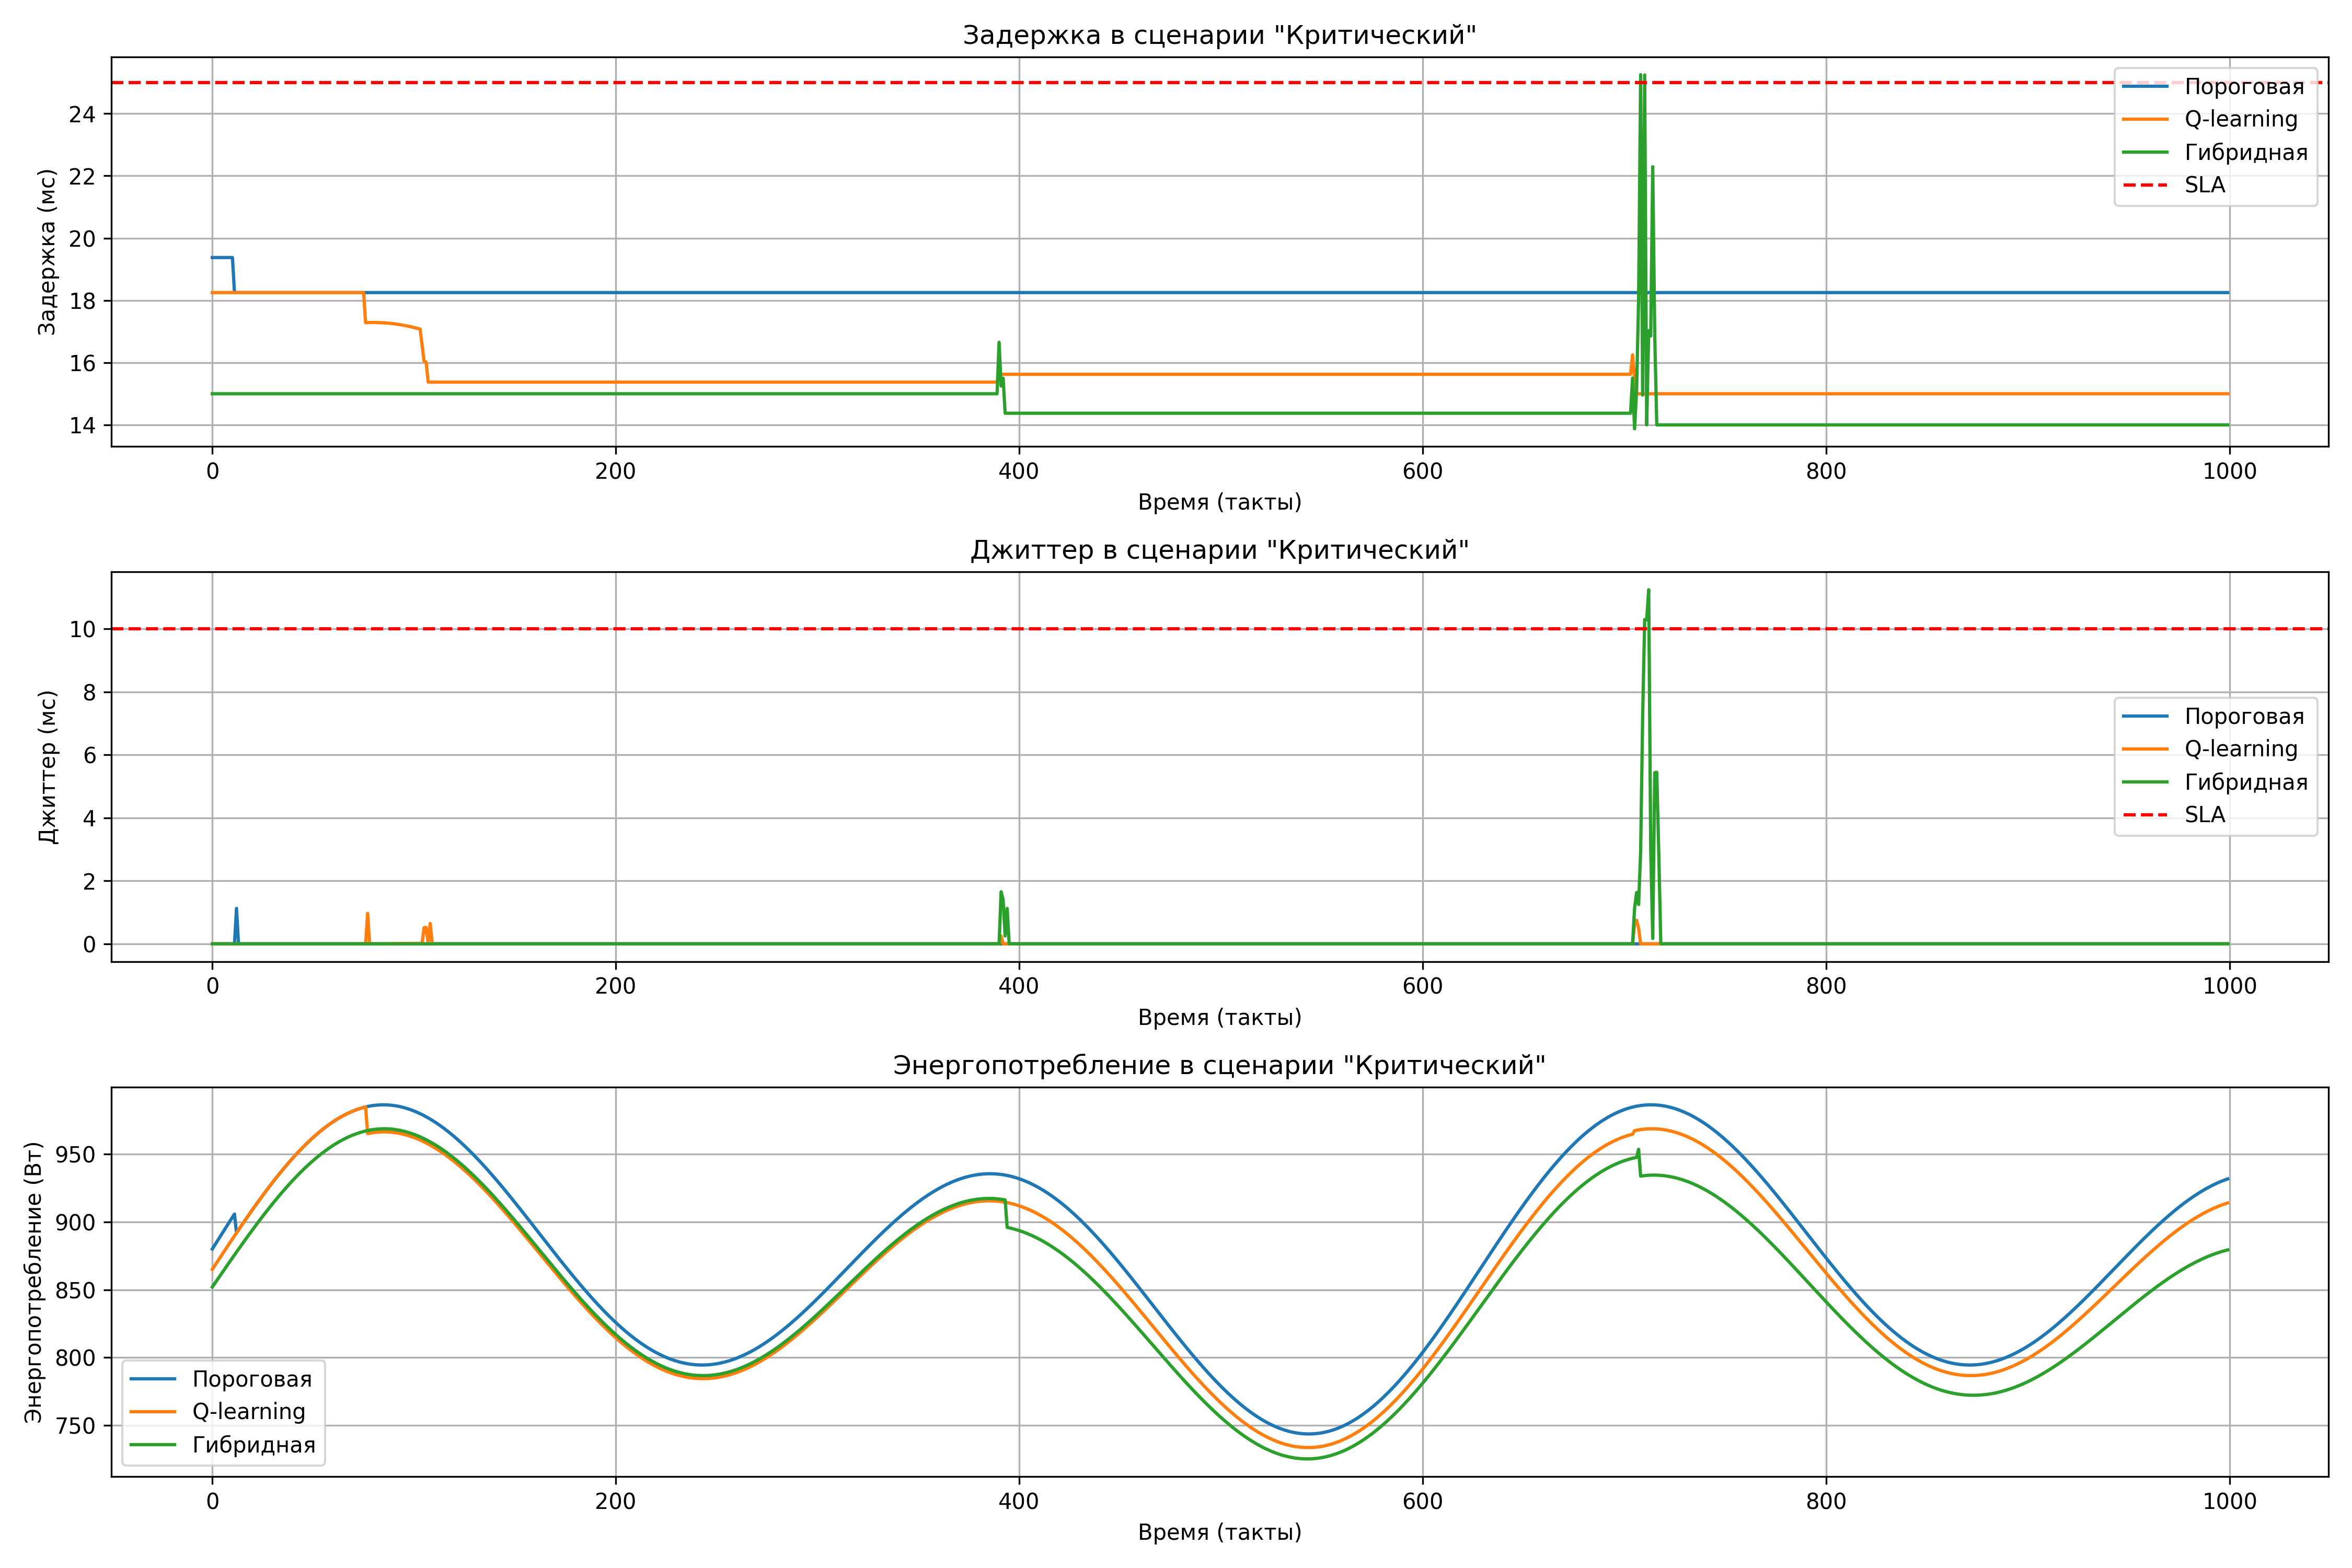 Задержка в сценарии "Критический"
Задержка (мс)
24
22
20
18
16
14
Пороговая
Q-learning
Гибридная
SLA
0 200 400 600 800 1000
Время (такты)
Джиттер в сценарии "Критический"
Джиттер (мс)
10
8
6
4
2
0
Пороговая
Q-learning
Гибридная
SLA
0 200 400 600 800 1000
Время (такты)
Энергопотребление в сценарии "Критический"
Энергопотребление (Вт)
950
900
850
800
750
Пороговая
Q-learning
Гибридная
0 200 400 600 800 1000
Время (такты)